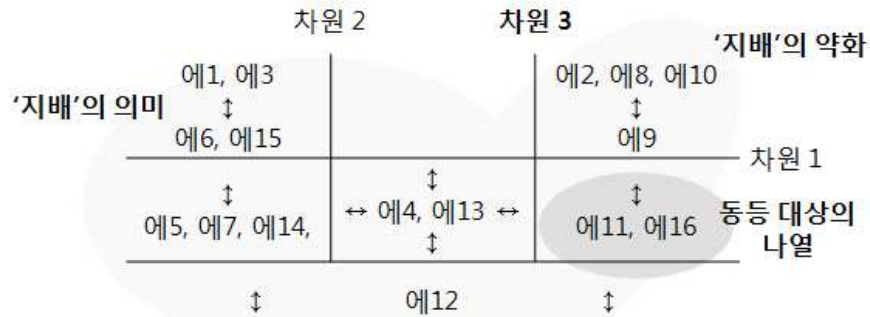 차원 2 차원 3
‘지배’의 약화
에1, 에3 에2, 에8, 에10
‘지배’의 의미 ↕ ↕
에6, 에15 에9
차원 1
↕ ↕ ↕
에5, 에7, 에14, ↔ 에4, 에13 ↔ 에11, 에16 동등 대상의
↕ 나열
↕ 에12 ↕